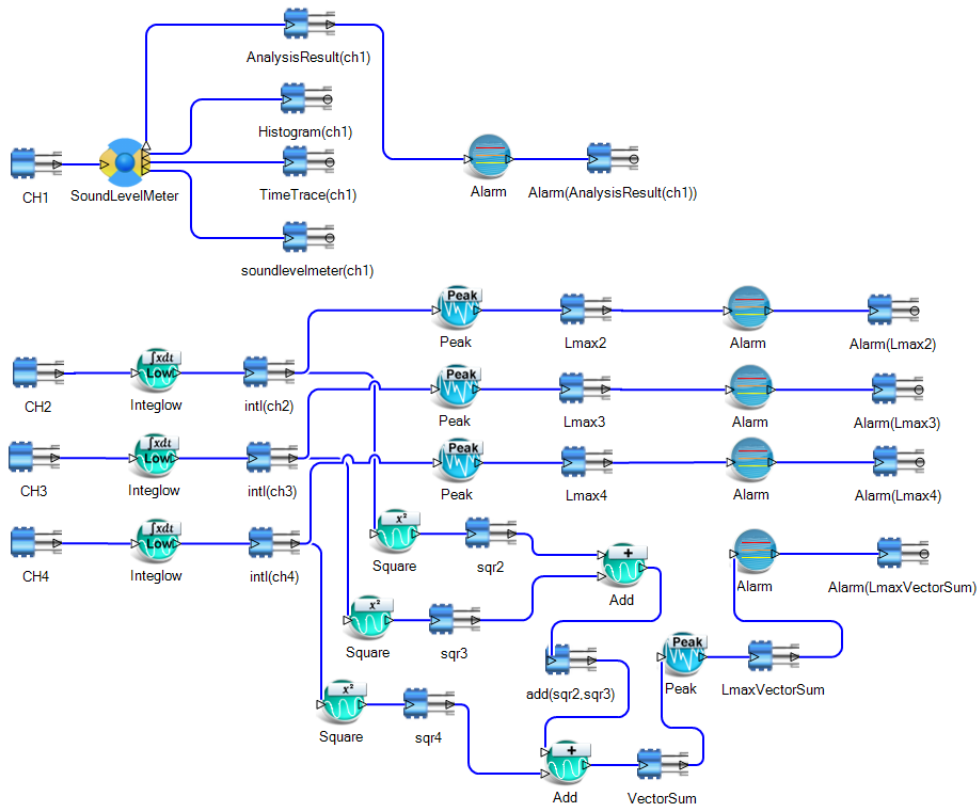 AnalysisResult(ch1)
Histogram(ch1)
CH1
SoundLevelMeter
TimeTrace(ch1)
Alarm
Alarm(AnalysisResult(ch1))
soundlevelmeter(ch1)
Peak
Peak
Lmax2
Alarm
Alarm(Lmax2)
∫xdt
Low
CH2
Integlow
intl(ch2)
Peak
Peak
Lmax3
Alarm
Alarm(Lmax3)
∫xdt
Low
CH3
Integlow
intl(ch3)
Peak
Peak
Lmax4
Alarm
Alarm(Lmax4)
∫xdt
Low
CH4
Integlow
intl(ch4)
x²
Square
sqr2
+
Add
Alarm
Alarm(LmaxVectorSum)
x²
Square
sqr3
add(sqr2,sqr3)
Peak
Peak
LmaxVectorSum
x²
Square
sqr4
+
Add
VectorSum